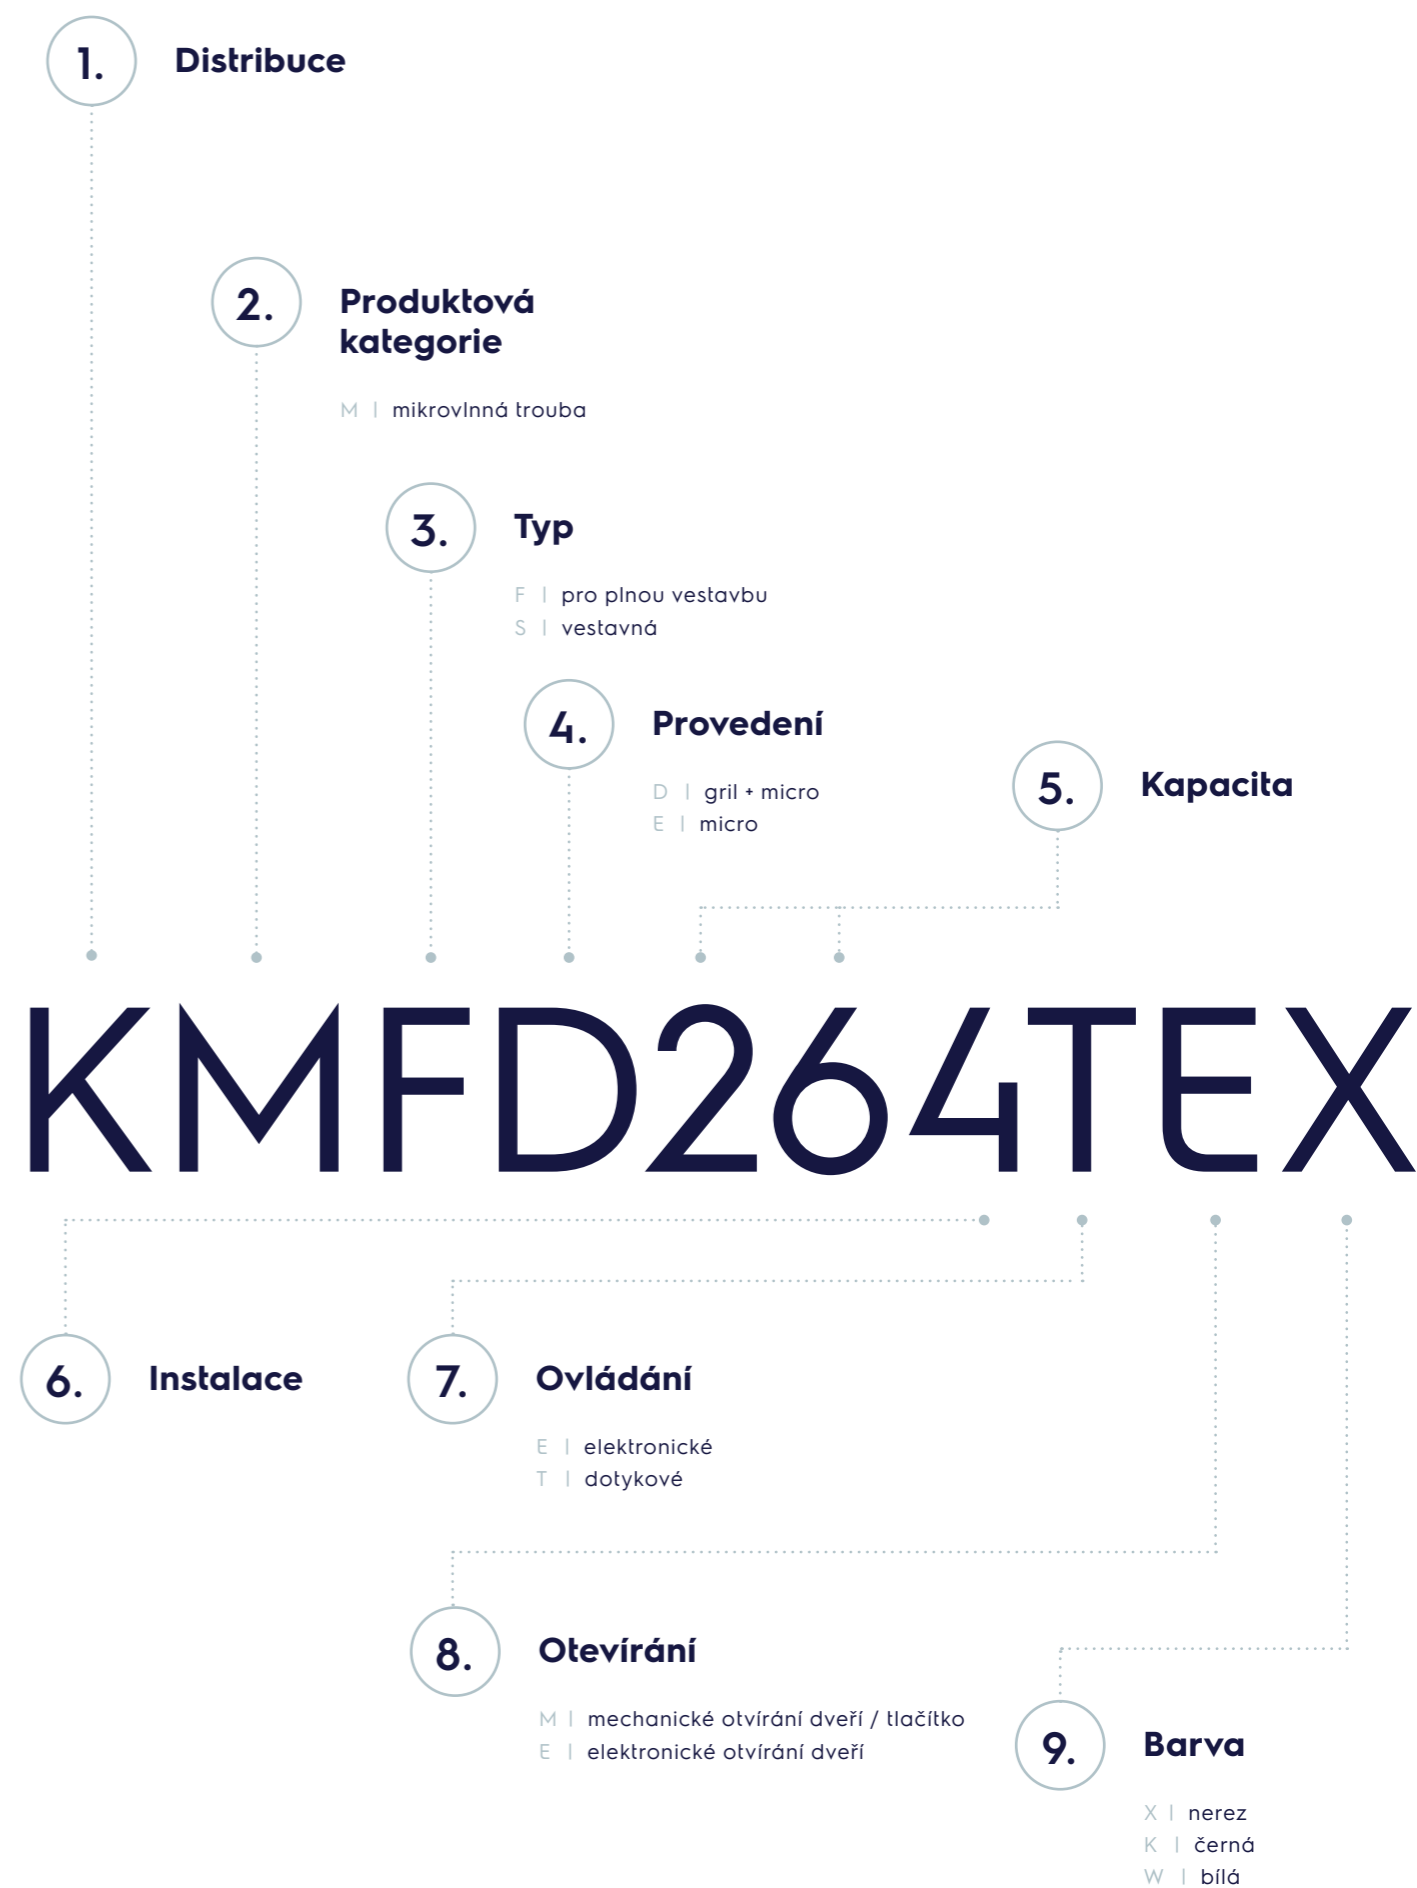 1. Distribuce
2. Produktová
kategorie
M | mikrovlnná trouba
3. Typ
F | pro plnou vestavbu
S | vestavná
4. Provedení
D | gril + micro
E | micro
5. Kapacita
KMFD264TEX
6. Instalace
7. Ovládání
E | elektronické
T | dotykové
8. Otevírání
M | mechanické otvírání dveří / tlačítko
E | elektronické otvírání dveří
9. Barva
X | nerez
K | černá
W | bílá